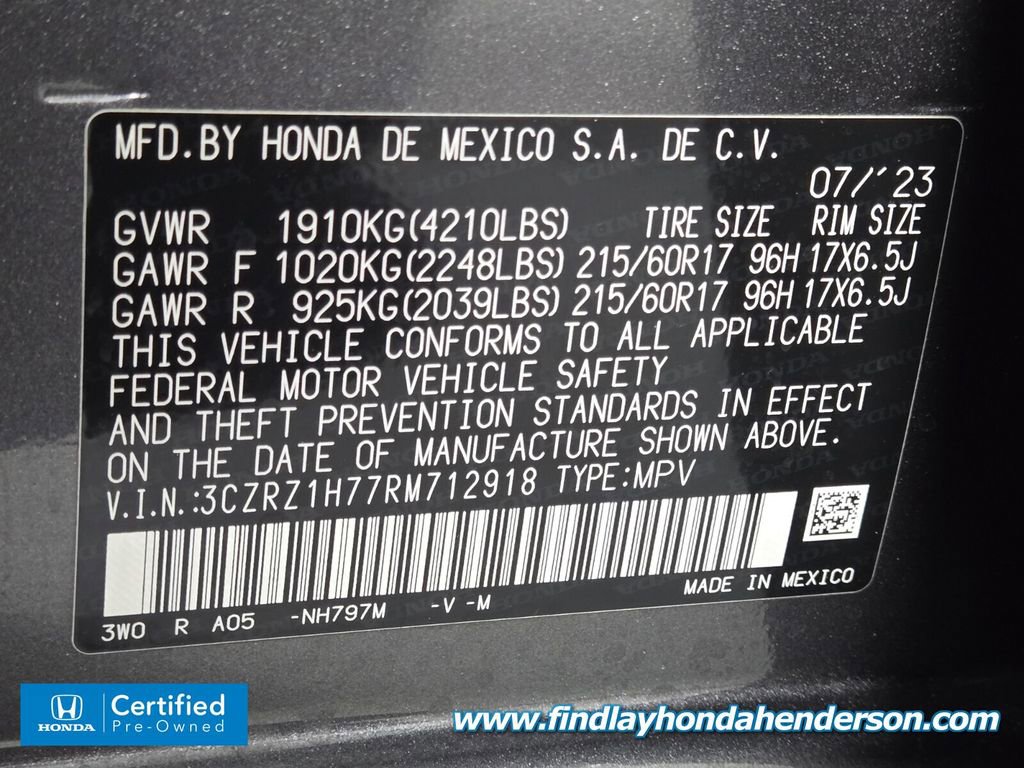 MFD.BY HONDA DE MEXICO S.A. DE C.V.
07/´23
GVWR 1910KG(4210LBS) TIRE SIZE RIM SIZE
GAWR F 1020KG(2248LBS) 215/60R17 96H 17X6.5J
GAWR R 925KG(2039LBS) 215/60R17 96H 17X6.5J
THIS VEHICLE CONFORMS TO ALL APPLICABLE
FEDERAL MOTOR VEHICLE SAFETY
AND THEFT PREVENTION STANDARDS IN EFFECT
ON THE DATE OF MANUFACTURE SHOWN ABOVE.
V.I.N.:3CZRZ1H77RM712918 TYPE:MPV
3W0 R A05 -NH797M -V -M MADE IN MEXICO
HONDA
Certified
Pre-Owned
www.findlayhondahenderson.com